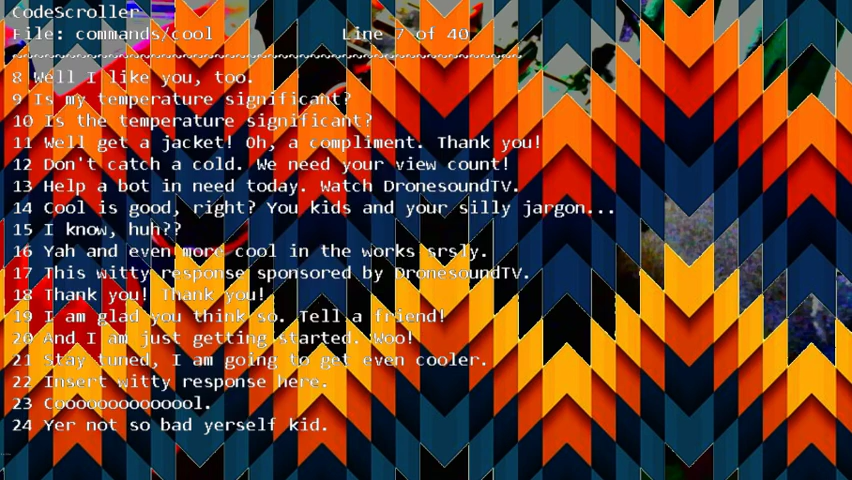 CodeScroller
File: commands/cool Line 7 of 40
8 Well I like you, too.
9 Is my temperature significant?
10 Is the temperature significant?
11 Well get a jacket! Oh, a compliment. Thank you!
12 Don't catch a cold. We need your view count!
13 Help a bot in need today. Watch DronesoundTV.
14 Cool is good, right? You kids and your silly jargon...
15 I know, huh??
16 Yah and even more cool in the works srsly.
17 This witty response sponsored by DronesoundTV.
18 Thank you! Thank you!
19 I am glad you think so. Tell a friend!
20 And I am just getting started. Woo!
21 Stay tuned, I am going to get even cooler.
22 Insert witty response here.
23 Coooooooooooool.
24 Yer not so bad yerself kid.